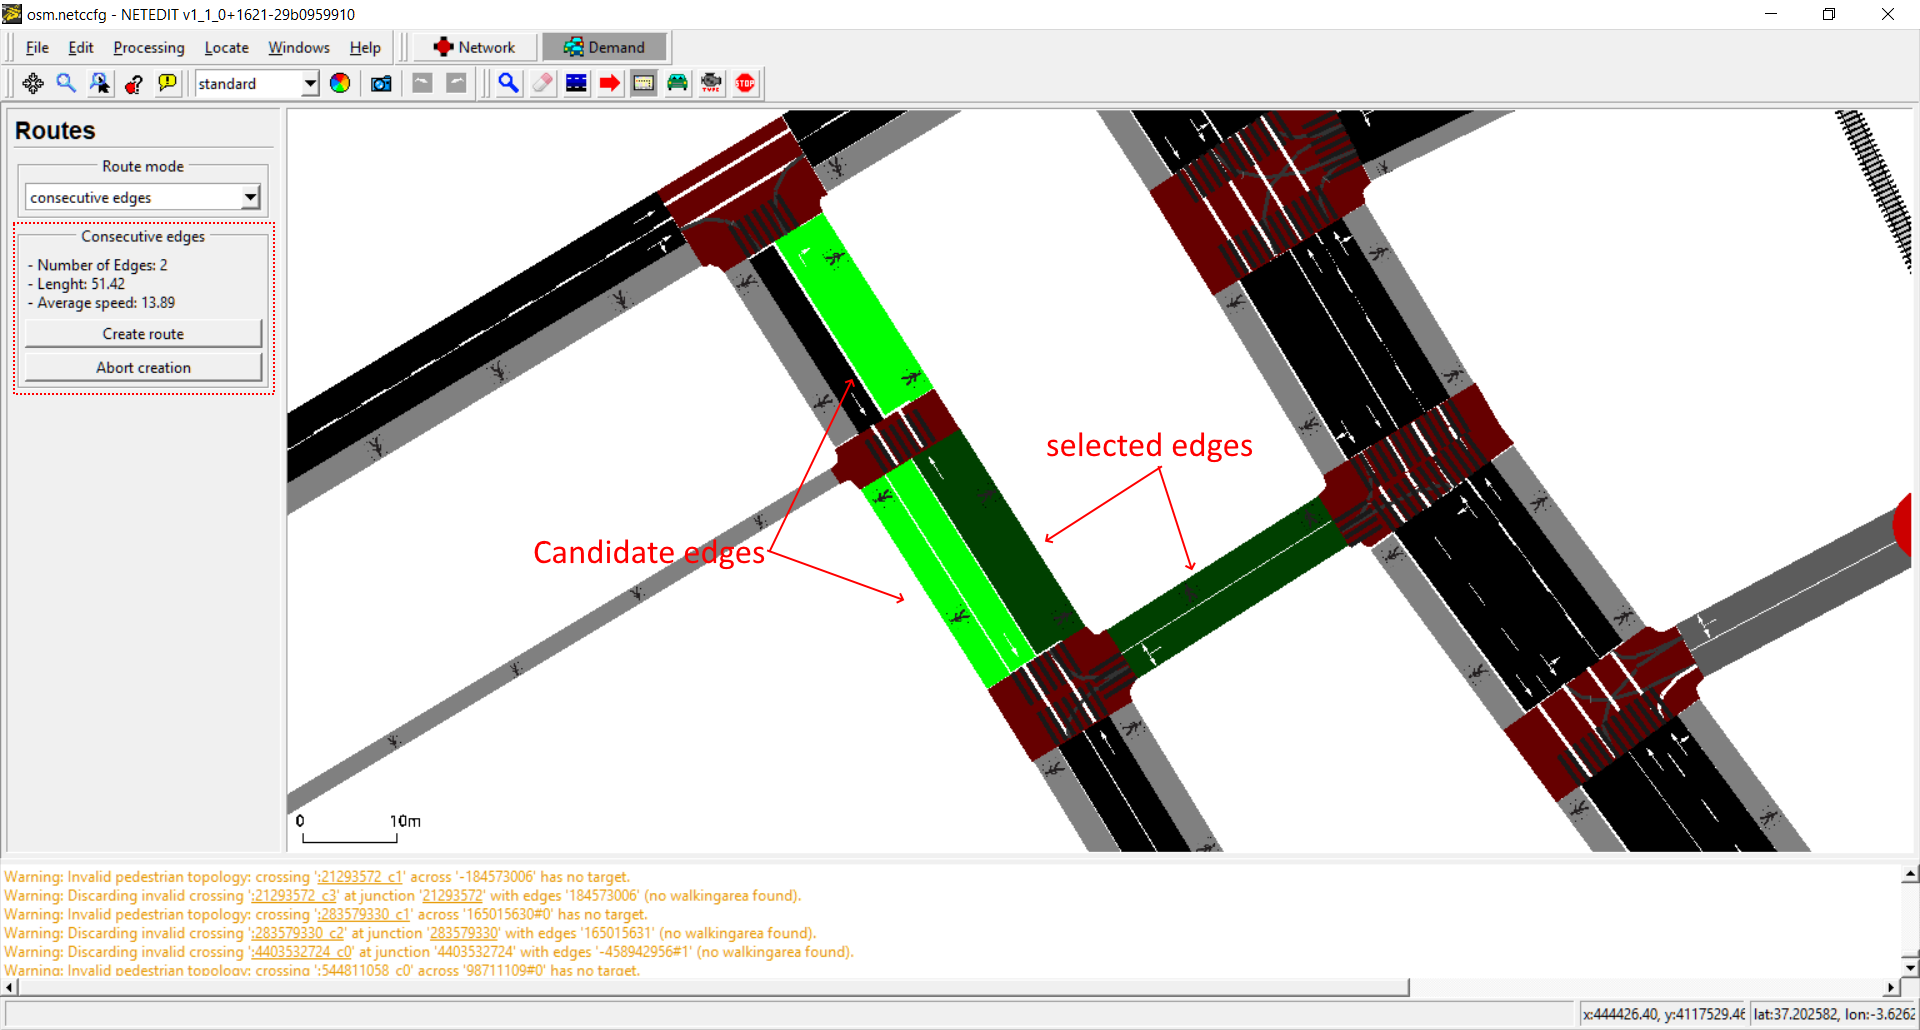 osm.netccfg - NETEDIT v1_1_0+1621-29b0959910
File Edit Processing Locate Windows Help Network Demand
standard TYPE STOP
Routes
Route mode
consecutive edges
Consecutive edges
- Number of Edges: 2
- Lenght: 51.42
- Average speed: 13.89
Create route
Abort creation
selected edges
Candidate edges
0 10m
Warning: Invalid pedestrian topology: crossing ':21293572_c1' across '-184573006' has no target.
Warning: Discarding invalid crossing ':21293572_c3' at junction '21293572' with edges '184573006' (no walkingarea found).
Warning: Invalid pedestrian topology: crossing ':283579330_c1' across '165015630#0' has no target.
Warning: Discarding invalid crossing ':283579330_c2' at junction '283579330' with edges '165015631' (no walkingarea found).
Warning: Discarding invalid crossing ':4403532724_c0' at junction '4403532724' with edges '-458942956#1' (no walkingarea found).
Warning: Invalid pedestrian topology: crossing ':544811058_c0' across '98711109#0' has no target.
x:444426.40, y:4117529.46 lat:37.202582, lon:-3.6262